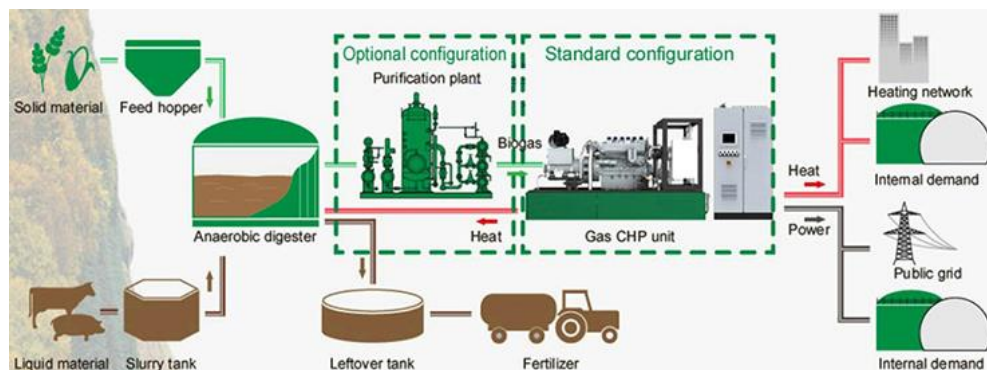 Optional configuration
Standard configuration
Purification plant
Solid material
Feed hopper
Heating network
Biogas
Heat
Internal demand
Anaerobic digester
Heat
Gas CHP unit
Power
Public grid
Liquid material
Slurry tank
Leftover tank
Fertilizer
Internal demand